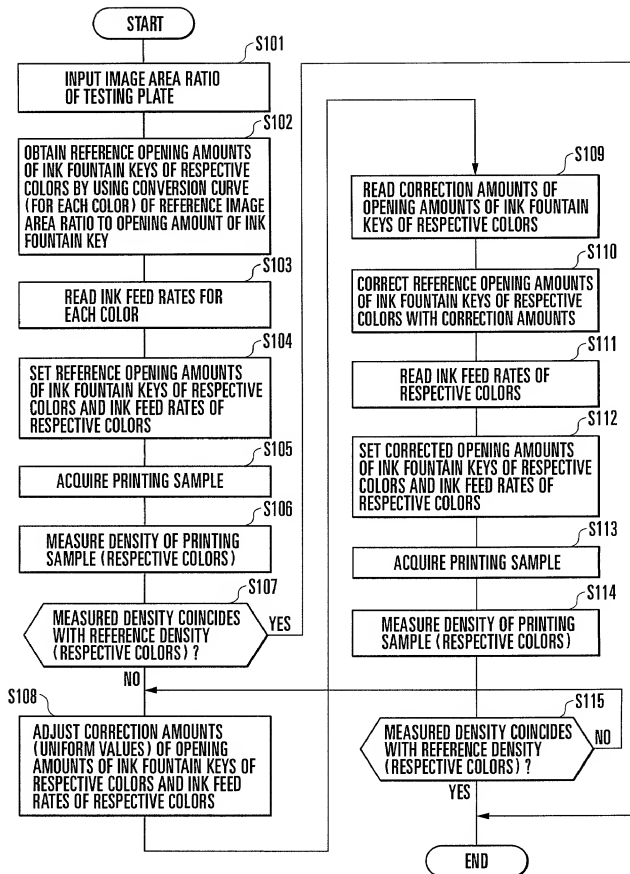 START
S101
INPUT IMAGE AREA RATIO
OF TESTING PLATE
S102
OBTAIN REFERENCE OPENING AMOUNTS
OF INK FOUNTAIN KEYS OF RESPECTIVE
COLORS BY USING CONVERSION CURVE
(FOR EACH COLOR) OF REFERENCE IMAGE
AREA RATIO TO OPENING AMOUNT OF INK
FOUNTAIN KEY
S103
READ INK FEED RATES FOR
EACH COLOR
S104
SET REFERENCE OPENING AMOUNTS
OF INK FOUNTAIN KEYS OF RESPECTIVE
COLORS AND INK FEED RATES OF
RESPECTIVE COLORS
S105
ACQUIRE PRINTING SAMPLE
S106
MEASURE DENSITY OF PRINTING
SAMPLE (RESPECTIVE COLORS)
S107
MEASURED DENSITY COINCIDES
WITH REFERENCE DENSITY
(RESPECTIVE COLORS) ?
YES
NO
S108
ADJUST CORRECTION AMOUNTS
(UNIFORM VALUES) OF OPENING
AMOUNTS OF INK FOUNTAIN KEYS OF
RESPECTIVE COLORS AND INK FEED
RATES OF RESPECTIVE COLORS
S109
READ CORRECTION AMOUNTS OF
OPENING AMOUNTS OF INK FOUNTAIN
KEYS OF RESPECTIVE COLORS
S110
CORRECT REFERENCE OPENING AMOUNTS
OF INK FOUNTAIN KEYS OF RESPECTIVE
COLORS WITH CORRECTION AMOUNTS
S111
READ INK FEED RATES OF
RESPECTIVE COLORS
S112
SET CORRECTED OPENING AMOUNTS
OF INK FOUNTAIN KEYS OF RESPECTIVE
COLORS AND INK FEED RATES OF
RESPECTIVE COLORS
S113
ACQUIRE PRINTING SAMPLE
S114
MEASURE DENSITY OF PRINTING
SAMPLE (RESPECTIVE COLORS)
S115
MEASURED DENSITY COINCIDES
WITH REFERENCE DENSITY
(RESPECTIVE COLORS) ?
NO
YES
END